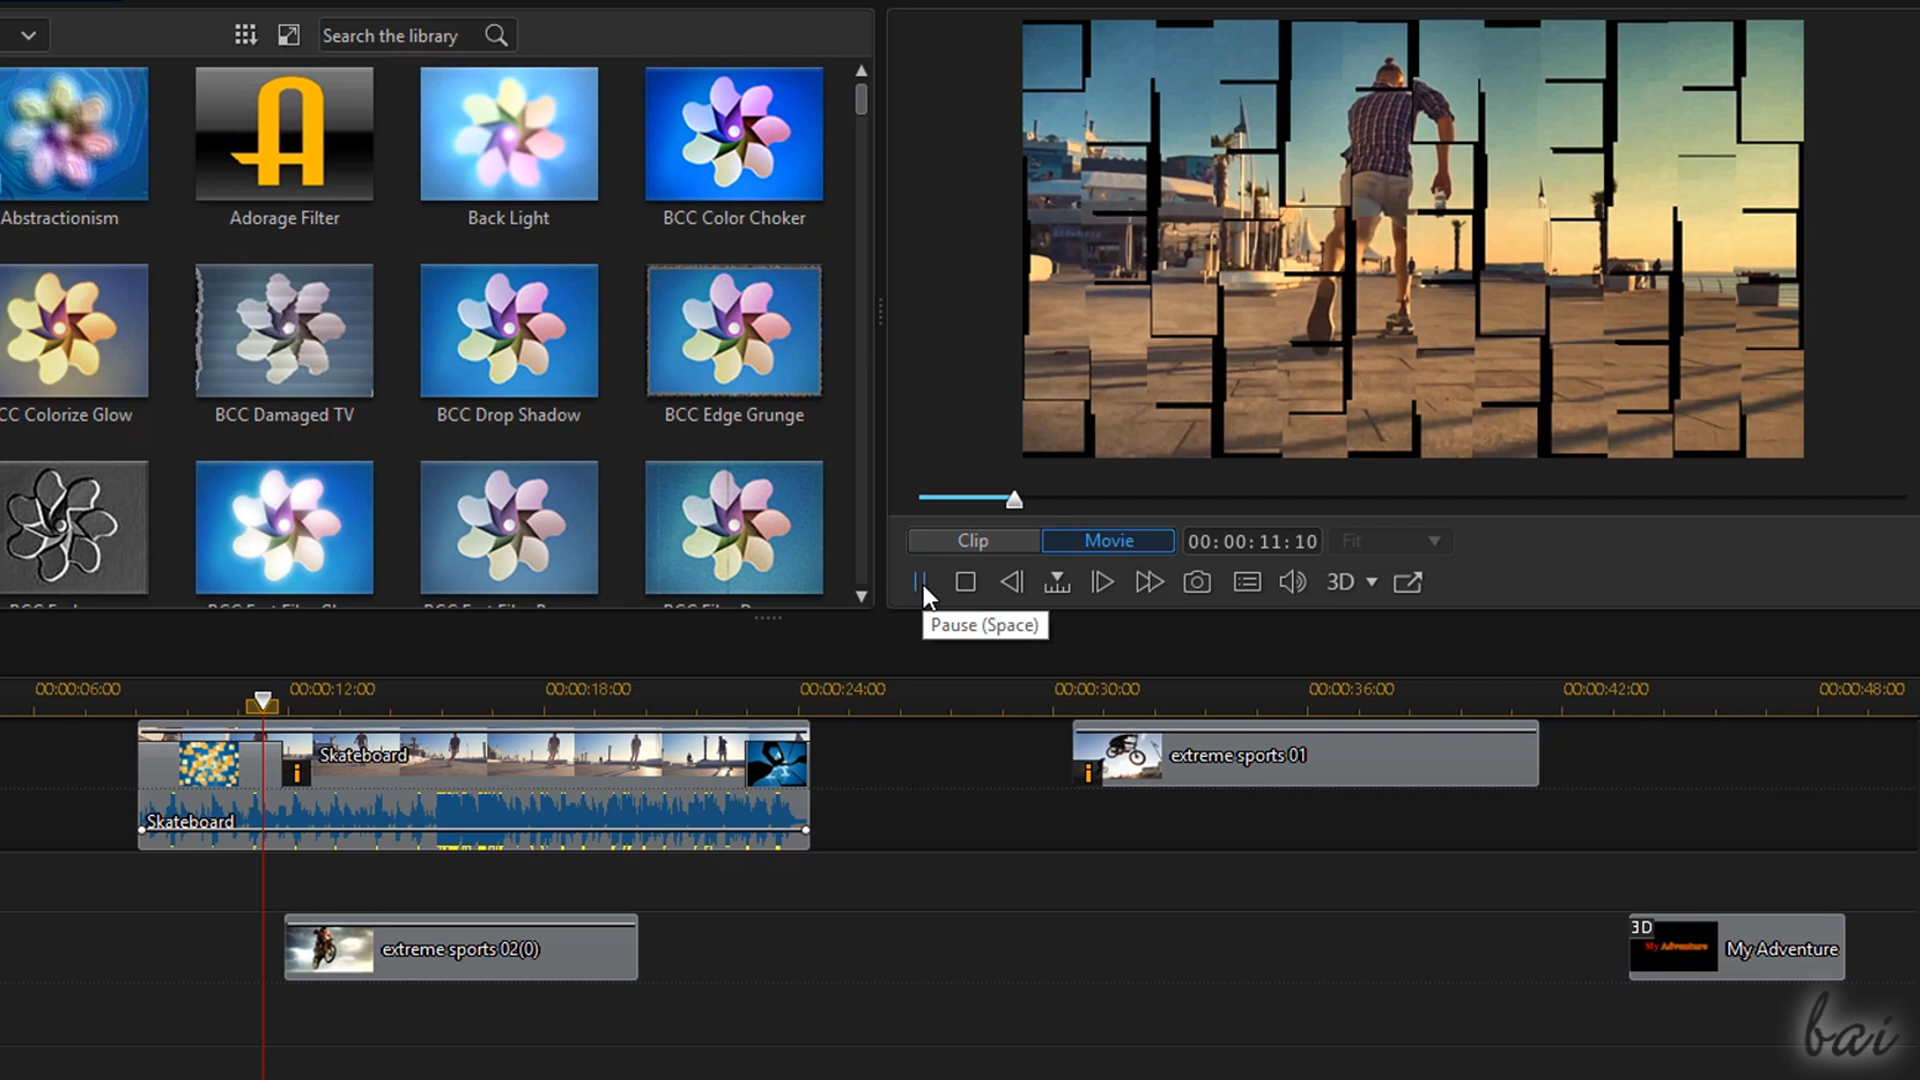 Search the library
Abstractionism
Adorage Filter
Back Light
BCC Color Choker
CC Colorize Glow
BCC Damaged TV
BCC Drop Shadow
BCC Edge Grunge
Clip
Movie
00:00:11:10
Fit
3D
Pause (Space)
00:00:06:00
00:00:12:00
00:00:18:00
00:00:24:00
00:00:30:00
00:00:36:00
00:00:42:00
00:00:48:00
Skateboard
extreme sports 01
Skateboard
extreme sports 02(0)
3D
My Adventure
My Adventure
bai